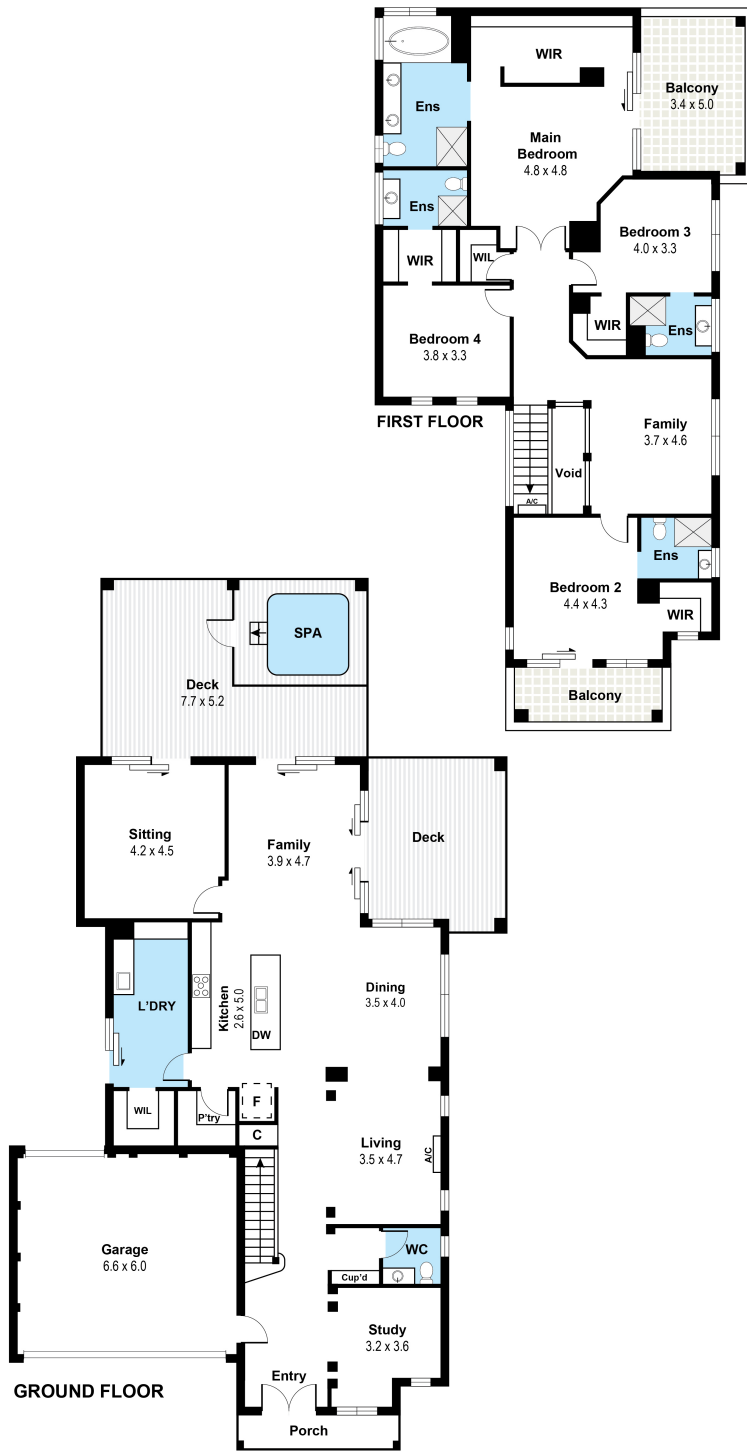 WIR
Balcony
3.4 x 5.0
Ens
Main
Bedroom
4.8 x 4.8
Ens
Bedroom 3
4.0 x 3.3
WIR
WIL
Bedroom 4
3.8 x 3.3
WIR
Ens
FIRST FLOOR
Family
3.7 x 4.6
Void
A/C
Ens
Bedroom 2
4.4 x 4.3
WIR
Balcony
SPA
Deck
7.7 x 5.2
Sitting
4.2 x 4.5
Family
3.9 x 4.7
Deck
L'DRY
Kitchen
2.6 x 5.0
DW
Dining
3.5 x 4.0
WIL
P'try
F
C
Living
3.5 x 4.7
A/C
Garage
6.6 x 6.0
WC
Cup'd
Study
3.2 x 3.6
Entry
GROUND FLOOR
Porch